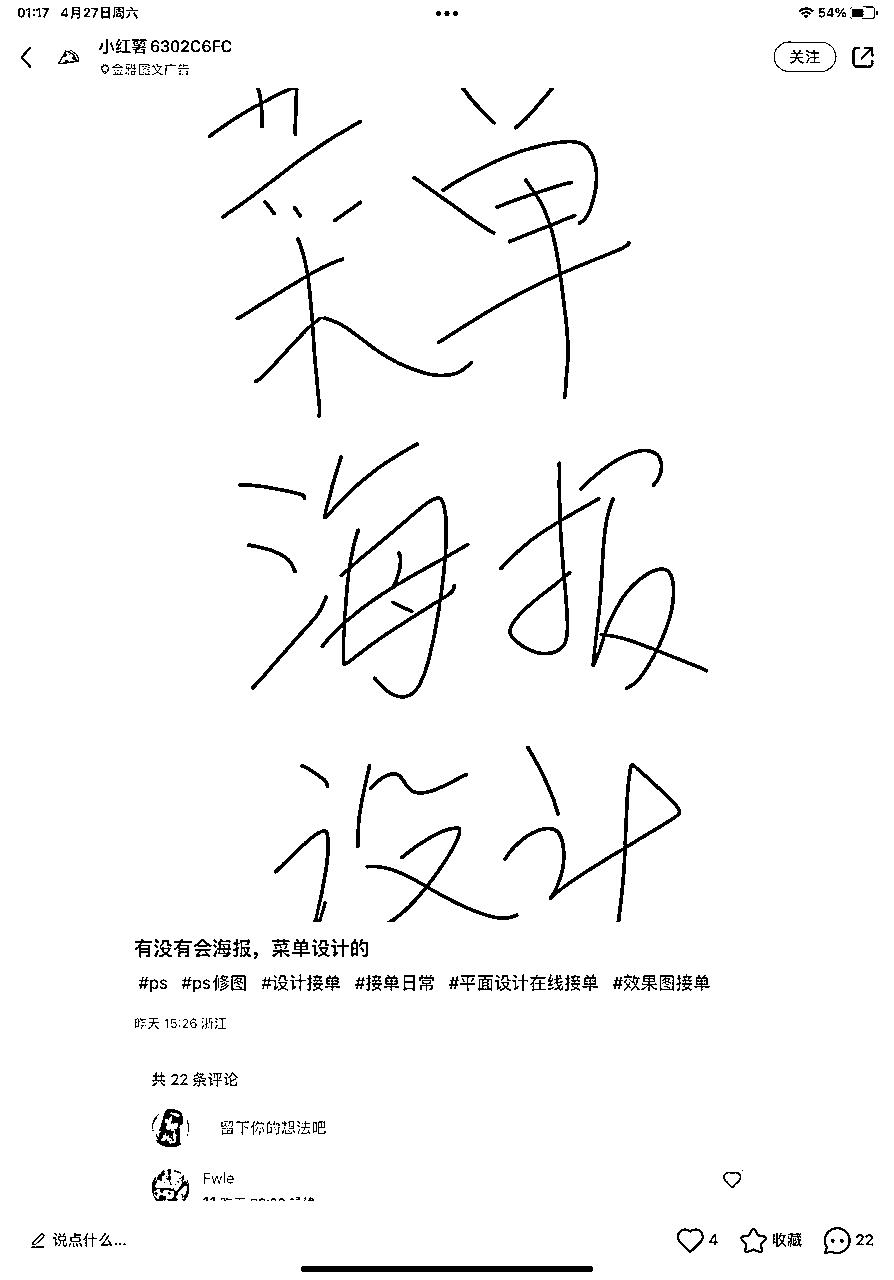 01:17 4月27日周六
54%
小红薯6302C6FC
金雅图文广告
关注
菜单
海报
设计
有没有会海报，菜单设计的
#ps #ps修图 #设计接单 #接单日常 #平面设计在线接单 #效果图接单
昨天 15:26 浙江
共 22 条评论
留下你的想法吧
Fwle
说点什么...
4
收藏
22